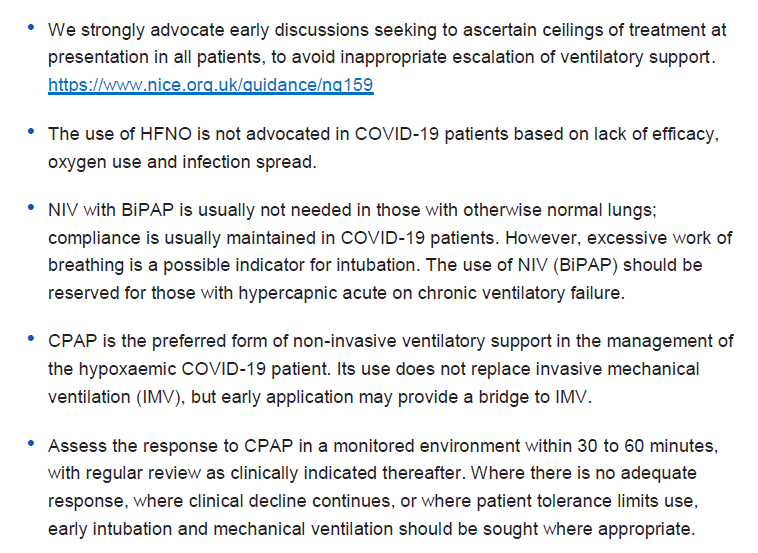 • We strongly advocate early discussions seeking to ascertain ceilings of treatment at
presentation in all patients, to avoid inappropriate escalation of ventilatory support.
https://www.nice.org.uk/guidance/ng159
• The use of HFNO is not advocated in COVID-19 patients based on lack of efficacy,
oxygen use and infection spread.
• NIV with BiPAP is usually not needed in those with otherwise normal lungs;
compliance is usually maintained in COVID-19 patients. However, excessive work of
breathing is a possible indicator for intubation. The use of NIV (BiPAP) should be
reserved for those with hypercapnic acute on chronic ventilatory failure.
• CPAP is the preferred form of non-invasive ventilatory support in the management of
the hypoxaemic COVID-19 patient. Its use does not replace invasive mechanical
ventilation (IMV), but early application may provide a bridge to IMV.
• Assess the response to CPAP in a monitored environment within 30 to 60 minutes,
with regular review as clinically indicated thereafter. Where there is no adequate
response, where clinical decline continues, or where patient tolerance limits use,
early intubation and mechanical ventilation should be sought where appropriate.